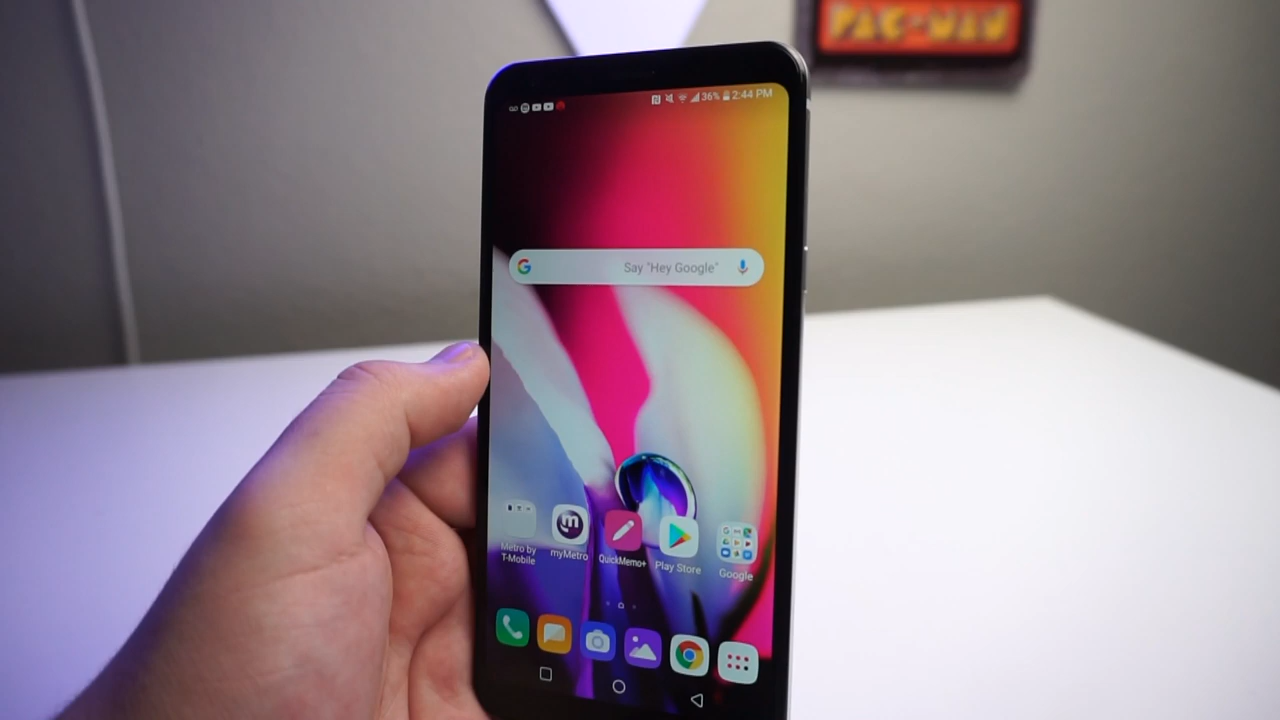 PAC-MAN
36% 2:44 PM
Say "Hey Google"
Metro by
T-Mobile
myMetro
QuickMemo+
Play Store
Google